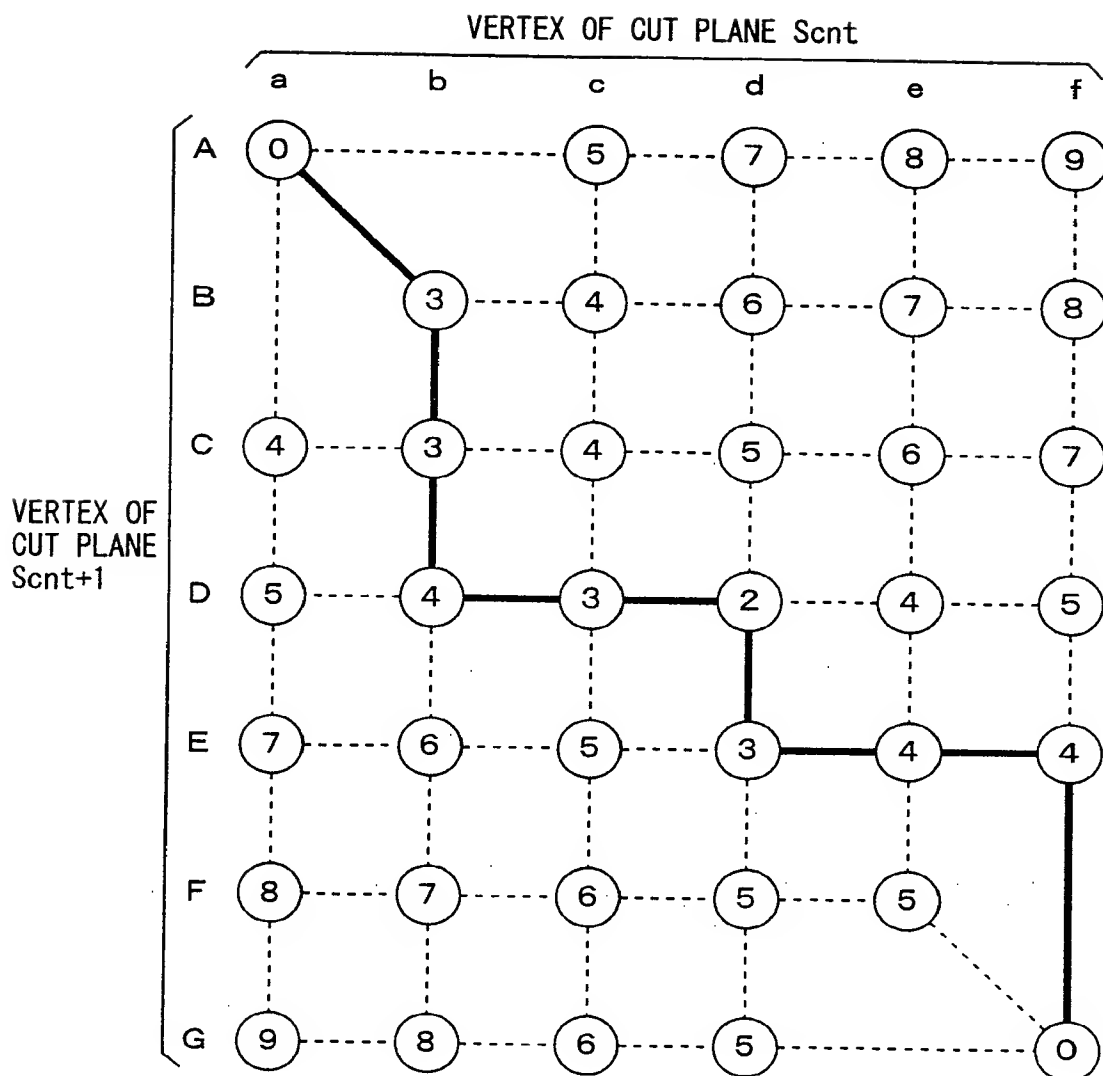 VERTEX OF CUT PLANE Scnt
a b c d e f
A 0 5 7 8 9
B 3 4 6 7 8
C 4 3 4 5 6 7
VERTEX OF
CUT PLANE
Scnt+1
D 5 4 3 2 4 5
E 7 6 5 3 4 4
F 8 7 6 5 5
G 9 8 6 5 0